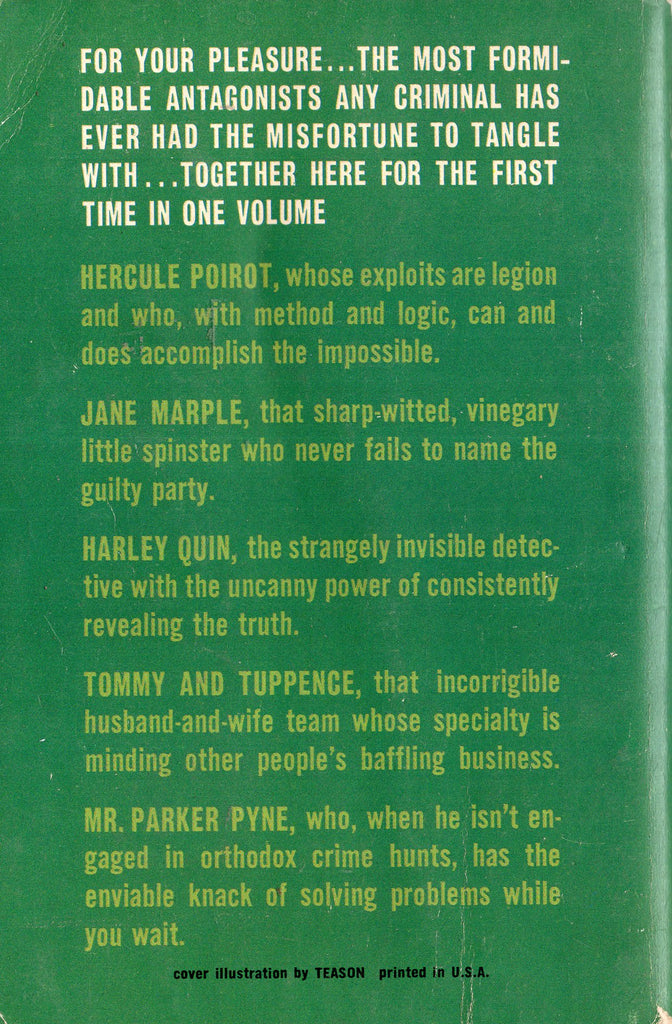 FOR YOUR PLEASURE...THE MOST FORMI-
DABLE ANTAGONISTS ANY CRIMINAL HAS
EVER HAD THE MISFORTUNE TO TANGLE
WITH...TOGETHER HERE FOR THE FIRST
TIME IN ONE VOLUME
HERCULE POIROT, whose exploits are legion
and who, with method and logic, can and
does accomplish the impossible.
JANE MARPLE, that sharp-witted, vinegary
little spinster who never fails to name the
guilty party.
HARLEY QUIN, the strangely invisible detec-
tive with the uncanny power of consistently
revealing the truth.
TOMMY AND TUPPENCE, that incorrigible
husband-and-wife team whose specialty is
minding other people's baffling business.
MR. PARKER PYNE, who, when he isn't en-
gaged in orthodox crime hunts, has the
enviable knack of solving problems while
you wait.
cover illustration by TEASON printed in U.S.A.